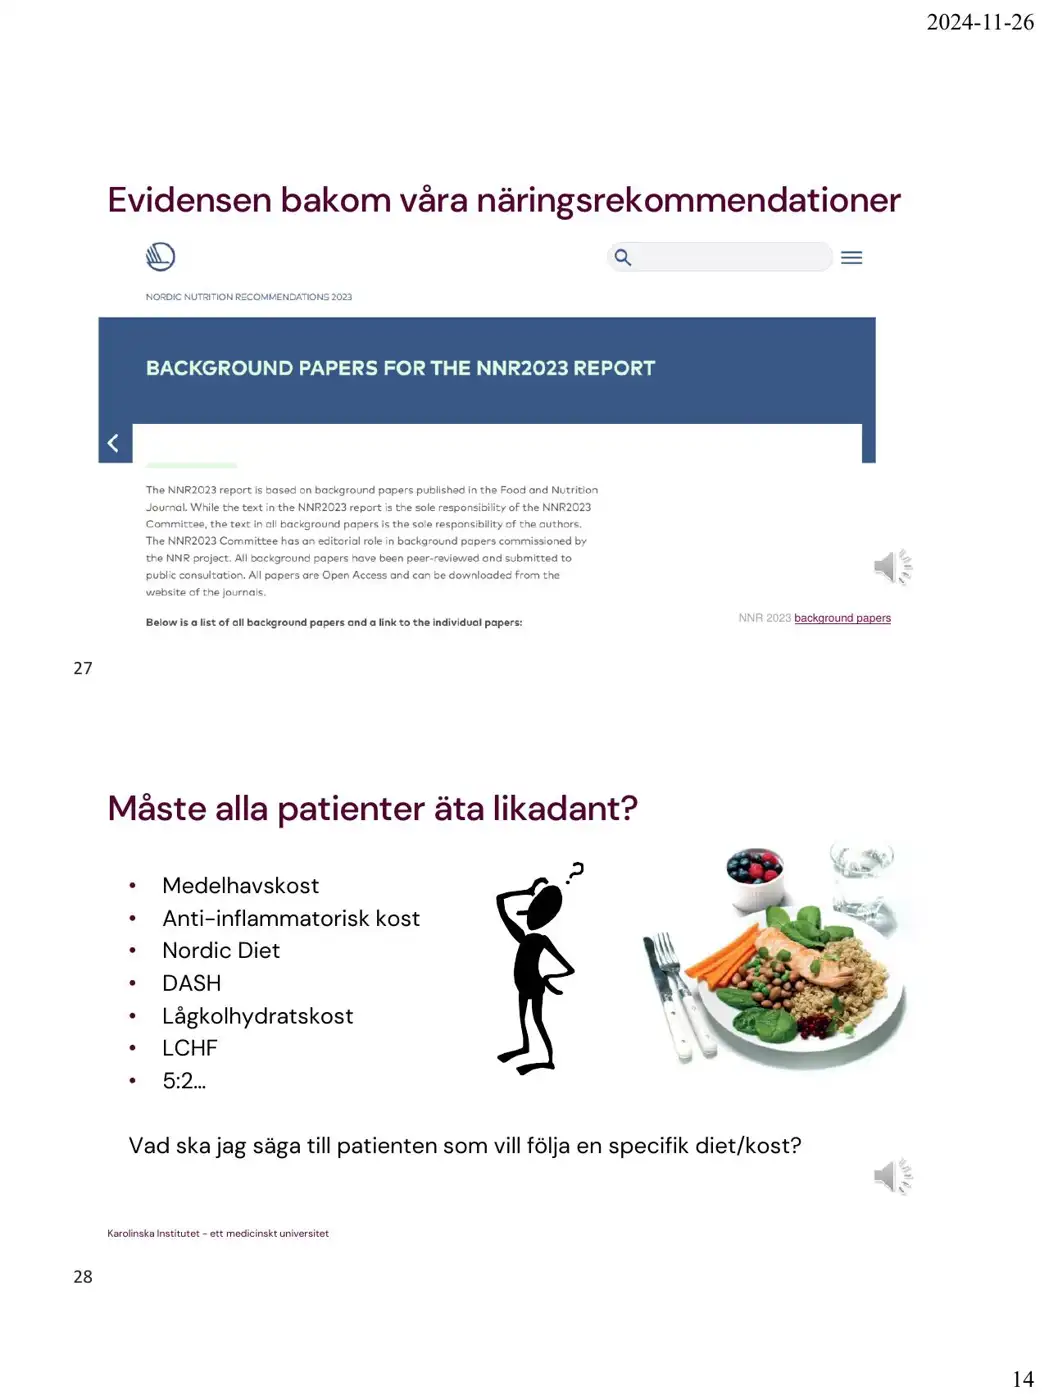 2024-11-26
Evidensen bakom våra näringsrekommendationer
NORDIC NUTRITION RECOMMENDATIONS 2023
BACKGROUND PAPERS FOR THE NNR2023 REPORT
The NNR2023 report is based on background papers published in the Food and Nutrition
Journal. While the text in the NNR2023 report is the sole responsibility of the NNR2023
Committee, the text in all background papers is the sole responsibility of the authors.
The NNR2023 Committee has an editorial role in background papers commissioned by
the NNR project. All background papers have been peer-reviewed and submitted to
public consultation. All papers are Open Access and can be downloaded from the
website of the journals.
Below is a list of all background papers and a link to the individual papers:
NNR 2023 background papers
27
Måste alla patienter äta likadant?
• Medelhavskost
• Anti-inflammatorisk kost
• Nordic Diet
• DASH
• Lågkolhydratskost
• LCHF
• 5:2...
?
Vad ska jag säga till patienten som vill följa en specifik diet/kost?
Karolinska Institutet - ett medicinskt universitet
28
14